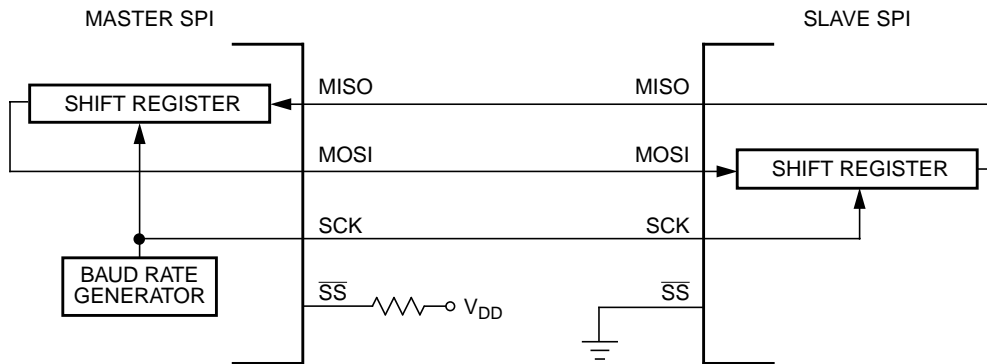 MASTER SPI
SLAVE SPI
SHIFT REGISTER
MISO
MISO
MOSI
MOSI
SHIFT REGISTER
SCK
SCK
BAUD RATE
GENERATOR
SS
V_DD
SS